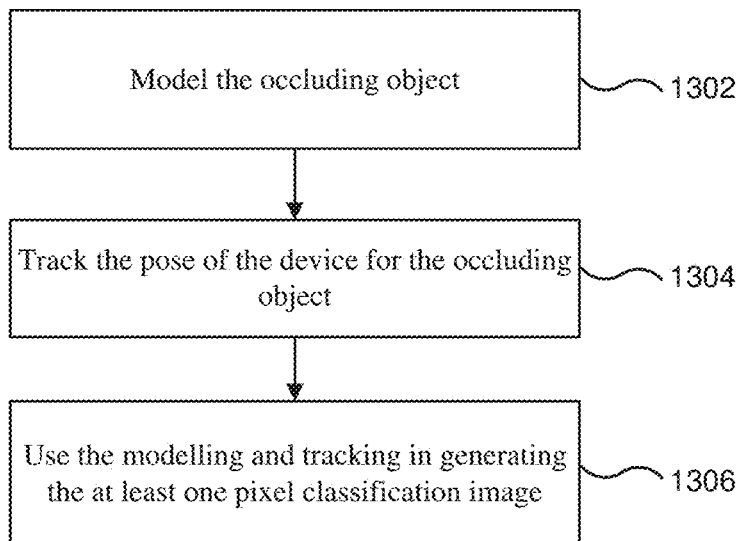 Model the occluding object
1302
Track the pose of the device for the occluding
object
1304
Use the modelling and tracking in generating
the at least one pixel classification image
1306